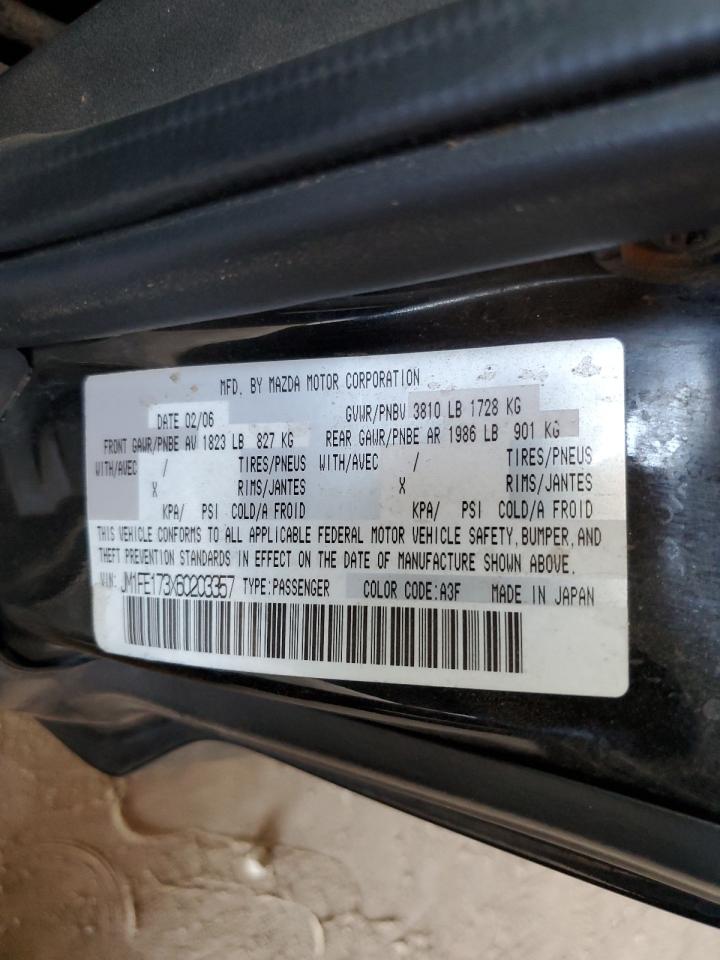 MFD. BY MAZDA MOTOR CORPORATION
DATE 02/06 GVWR/PNBV 3810 LB 1728 KG
FRONT GAWR/PNBE AV 1823 LB 827 KG REAR GAWR/PNBE AR 1986 LB 901 KG
WITH/AVEC / TIRES/PNEUS WITH/AVEC / TIRES/PNEUS
X RIMS/JANTES X RIMS/JANTES
KPA/ PSI COLD/A FROID KPA/ PSI COLD/A FROID
THIS VEHICLE CONFORMS TO ALL APPLICABLE FEDERAL MOTOR VEHICLE SAFETY, BUMPER, AND
THEFT PREVENTION STANDARDS IN EFFECT ON THE DATE OF MANUFACTURE SHOWN ABOVE.
VIN: JM1FE173X60203357 TYPE:PASSENGER COLOR CODE:A3F MADE IN JAPAN